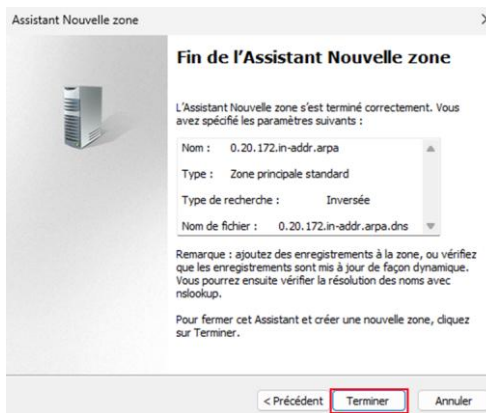 Assistant Nouvelle zone
Fin de l'Assistant Nouvelle zone
L'Assistant Nouvelle zone s'est terminé correctement. Vous
avez spécifié les paramètres suivants :
Nom : 0.20.172.in-addr.arpa
Type : Zone principale standard
Type de recherche : Inversée
Nom de fichier : 0.20.172.in-addr.arpa.dns
Remarque : ajoutez des enregistrements à la zone, ou vérifiez
que les enregistrements sont mis à jour de façon dynamique.
Vous pourrez ensuite vérifier la résolution des noms avec
nslookup.
Pour fermer cet Assistant et créer une nouvelle zone, cliquez
sur Terminer.
< Précédent Terminer Annuler